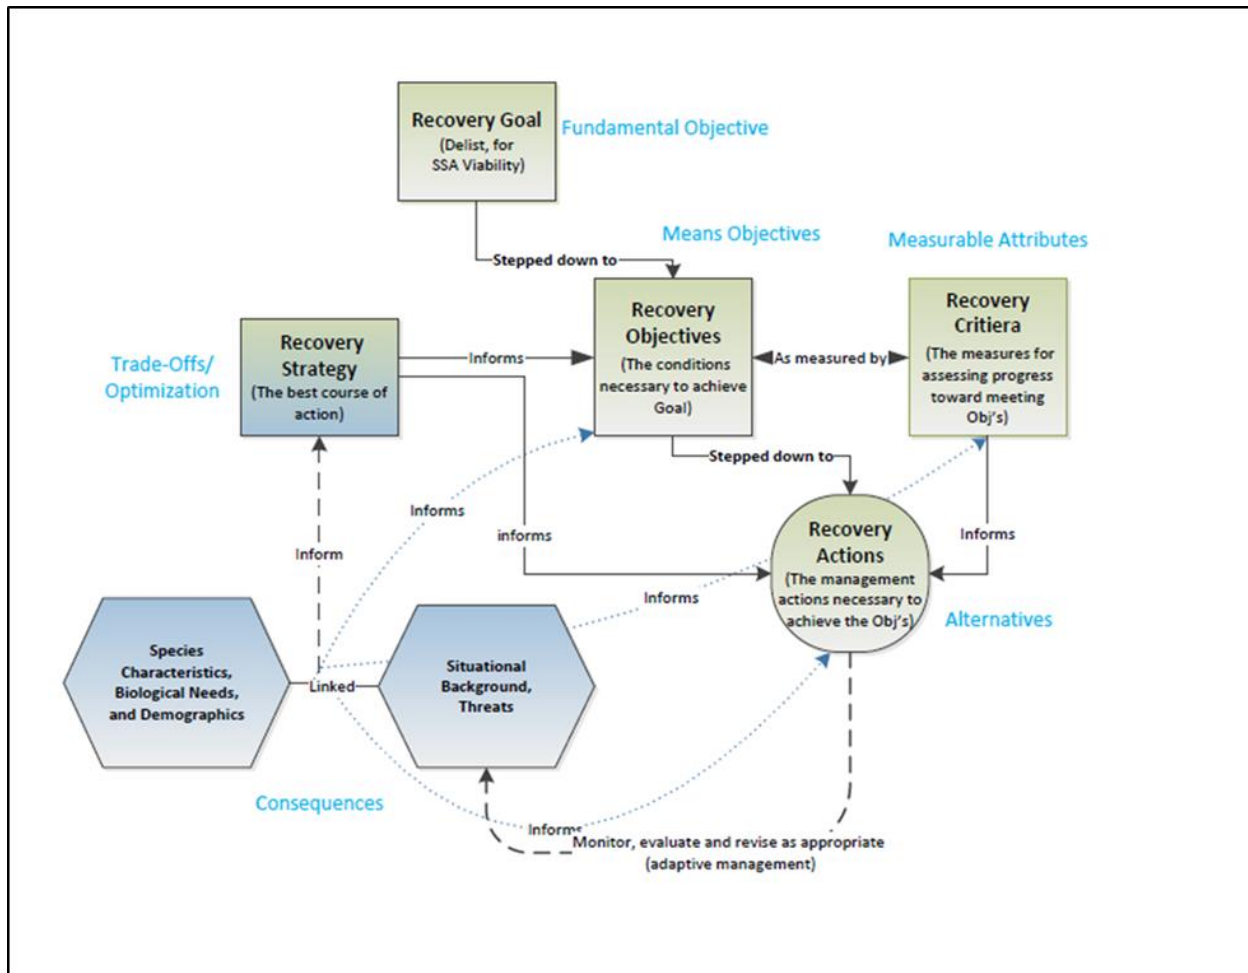 Recovery Goal
(Delist, for
SSA Viability)
Fundamental Objective
Stepped down to
Means Objectives
Measurable Attributes
Recovery
Objectives
(The conditions
necessary to achieve
Goal)
As measured by
Recovery
Critiera
(The measures for
assessing progress
toward meeting
Obj's)
Trade-Offs/
Optimization
Recovery
Strategy
(The best course of
action)
Informs
Stepped down to
Informs
informs
Inform
Informs
Informs
Recovery
Actions
(The management
actions necessary to
achieve the Obj's)
Alternatives
Species
Characteristics,
Biological Needs,
and Demographics
Linked
Situational
Background,
Threats
Consequences
Informs
Monitor, evaluate and revise as appropriate
(adaptive management)